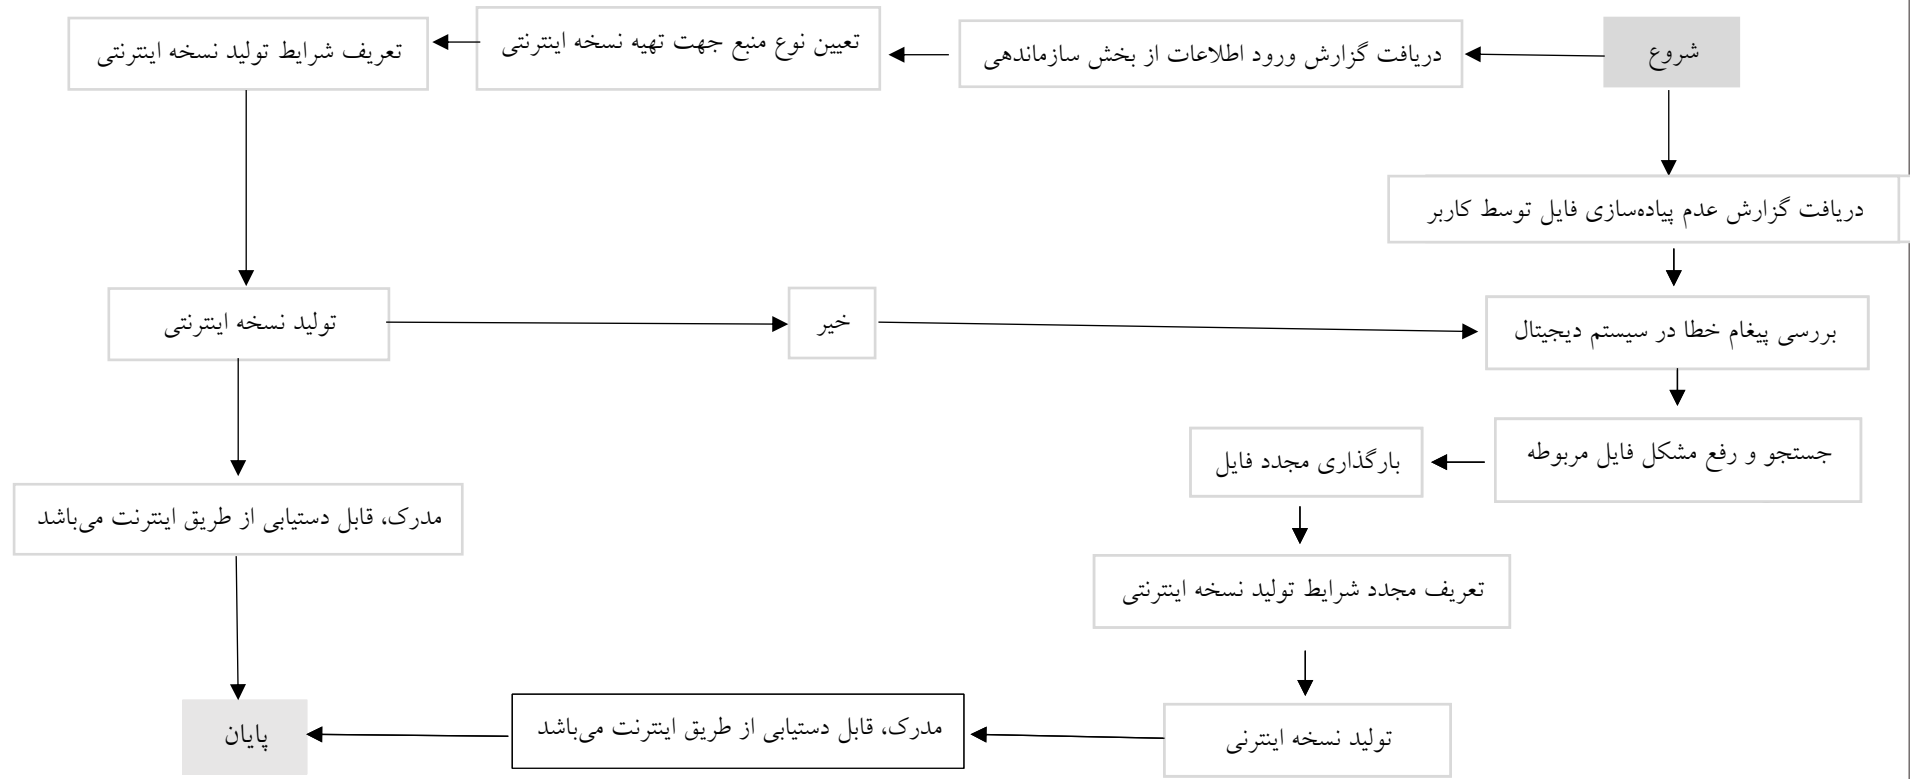 شروع
دریافت گزارش ورود اطلاعات از بخش سازماندهی
تعیین نوع منبع جهت تهیه نسخه اینترنتی
تعریف شرایط تولید نسخه اینترنتی
دریافت گزارش عدم پیاده‌سازی فایل توسط کاربر
بررسی پیغام خطا در سیستم دیجیتال
خیر
تولید نسخه اینترنتی
جستجو و رفع مشکل فایل مربوطه
بارگذاری مجدد فایل
مدرک، قابل دستیابی از طریق اینترنت می‌باشد
تعریف مجدد شرایط تولید نسخه اینترنتی
تولید نسخه اینترنی
مدرک، قابل دستیابی از طریق اینترنت می‌باشد
پایان